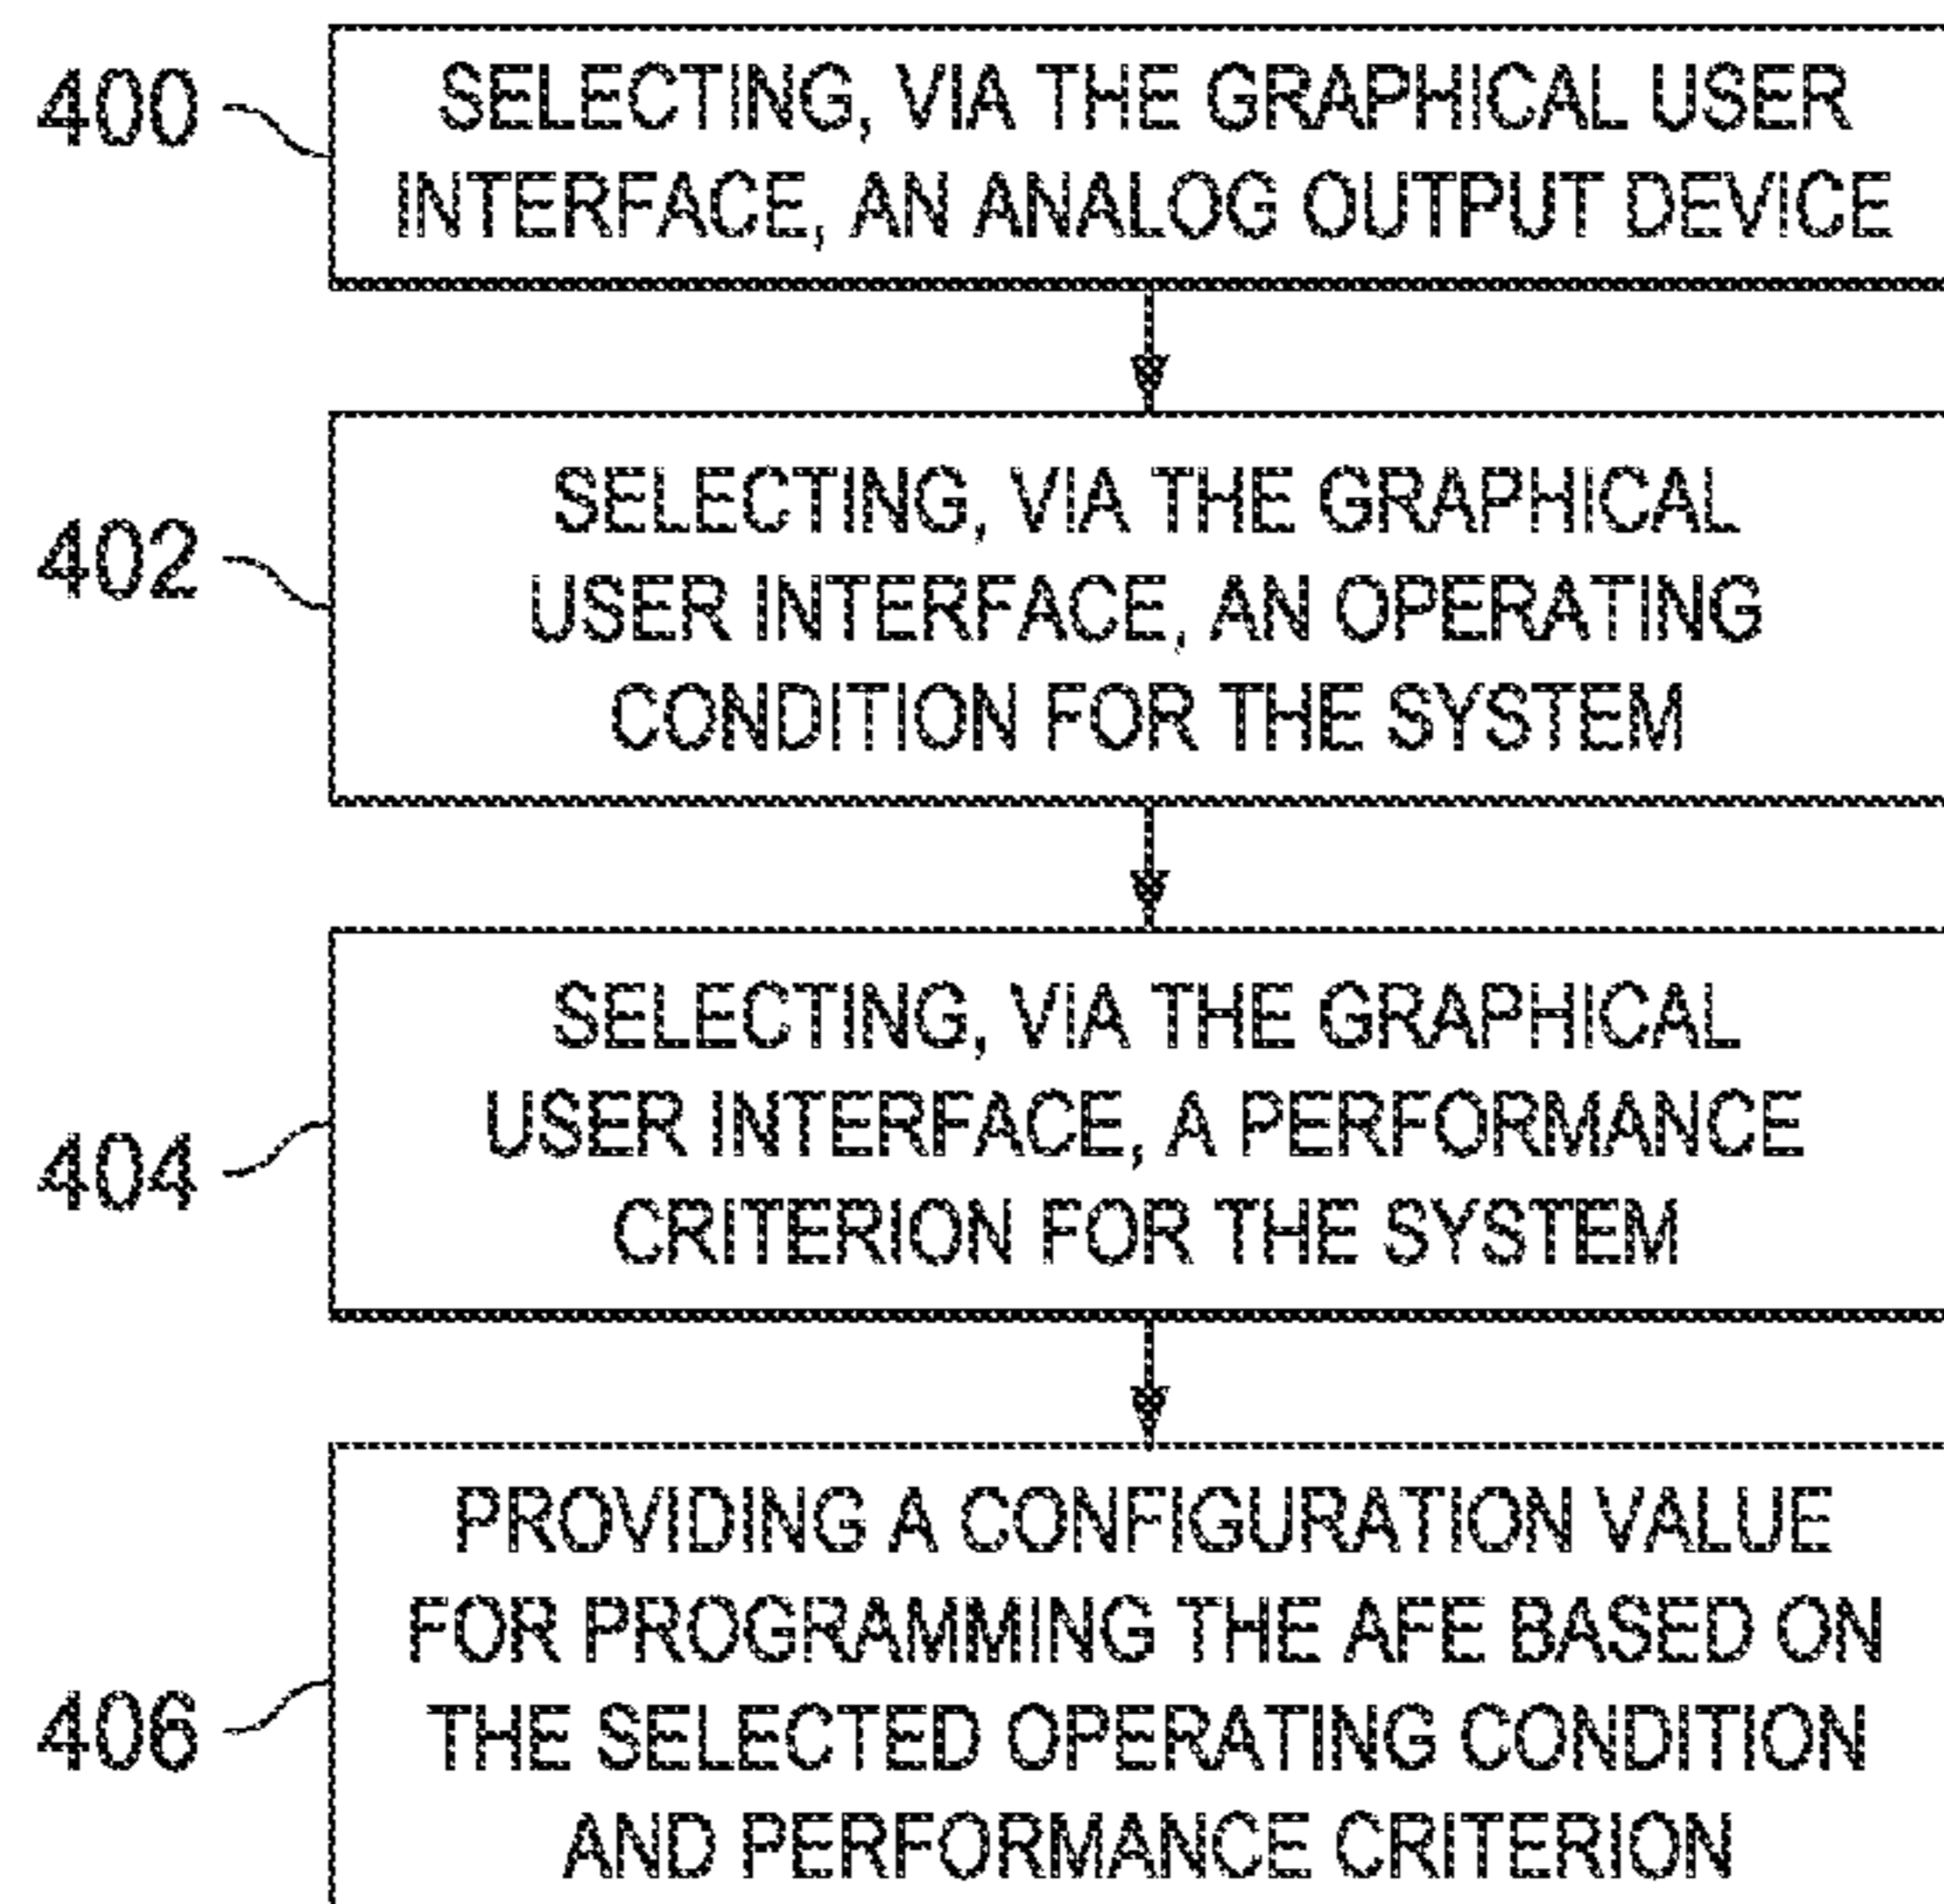 400
SELECTING, VIA THE GRAPHICAL USER
INTERFACE, AN ANALOG OUTPUT DEVICE
402
SELECTING, VIA THE GRAPHICAL
USER INTERFACE, AN OPERATING
CONDITION FOR THE SYSTEM
404
SELECTING, VIA THE GRAPHICAL
USER INTERFACE, A PERFORMANCE
CRITERION FOR THE SYSTEM
406
PROVIDING A CONFIGURATION VALUE
FOR PROGRAMMING THE AFE BASED ON
THE SELECTED OPERATING CONDITION
AND PERFORMANCE CRITERION